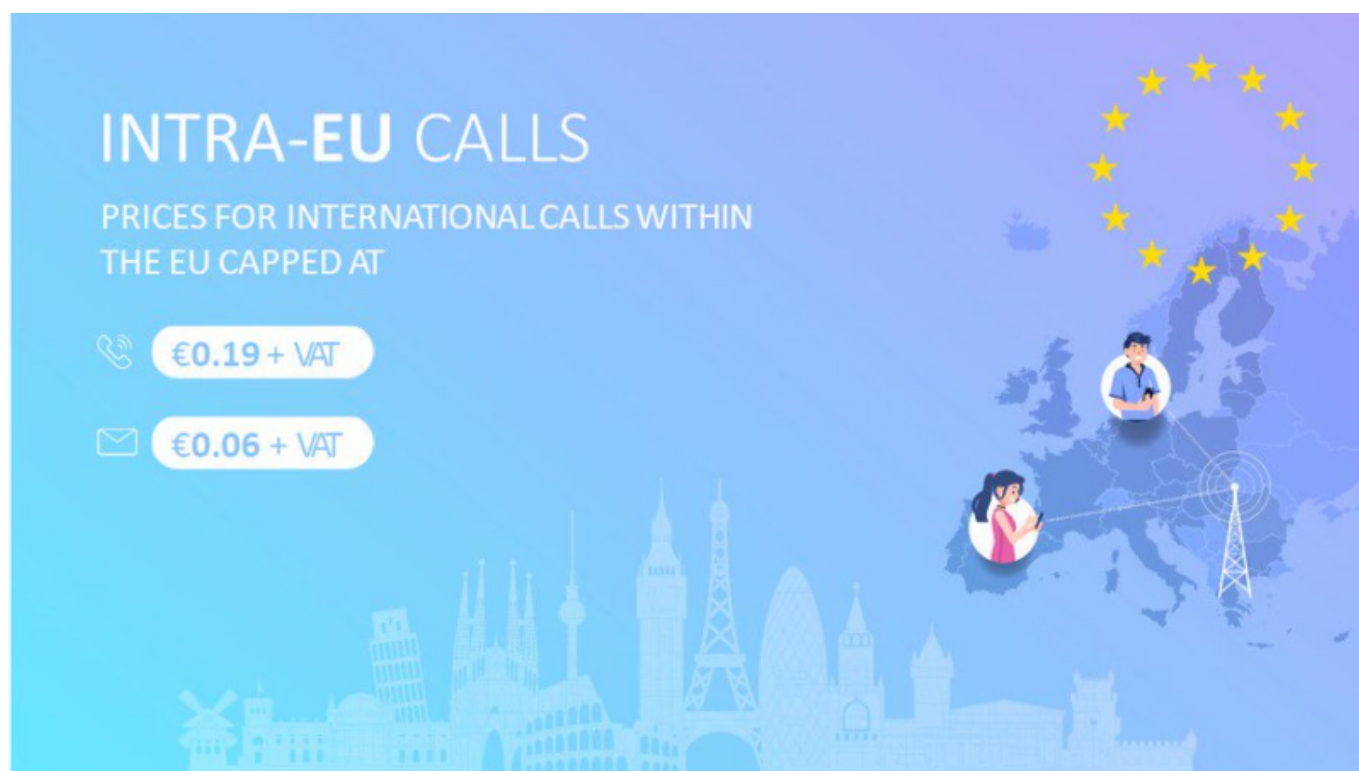 INTRA-EU CALLS
PRICES FOR INTERNATIONAL CALLS WITHIN
THE EU CAPPED AT
€0.19 + VAT
€0.06 + VAT